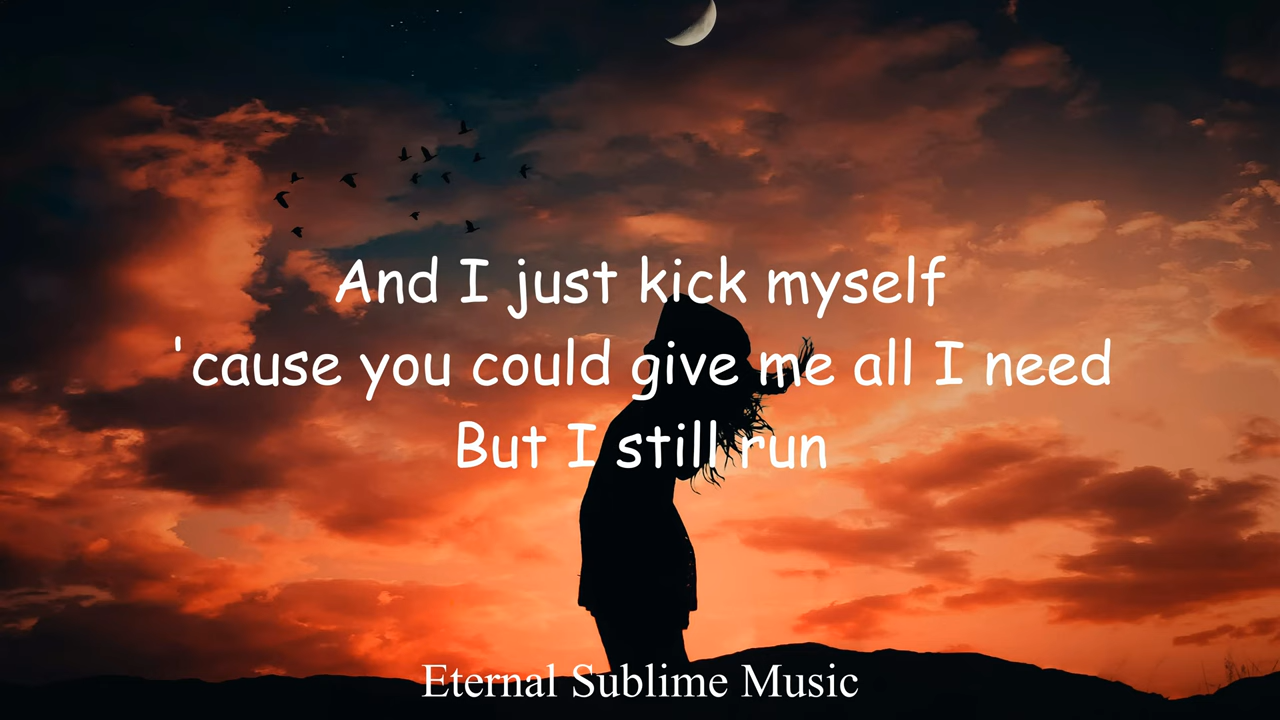 And I just kick myself
'cause you could give me all I need
But I still run
Eternal Sublime Music